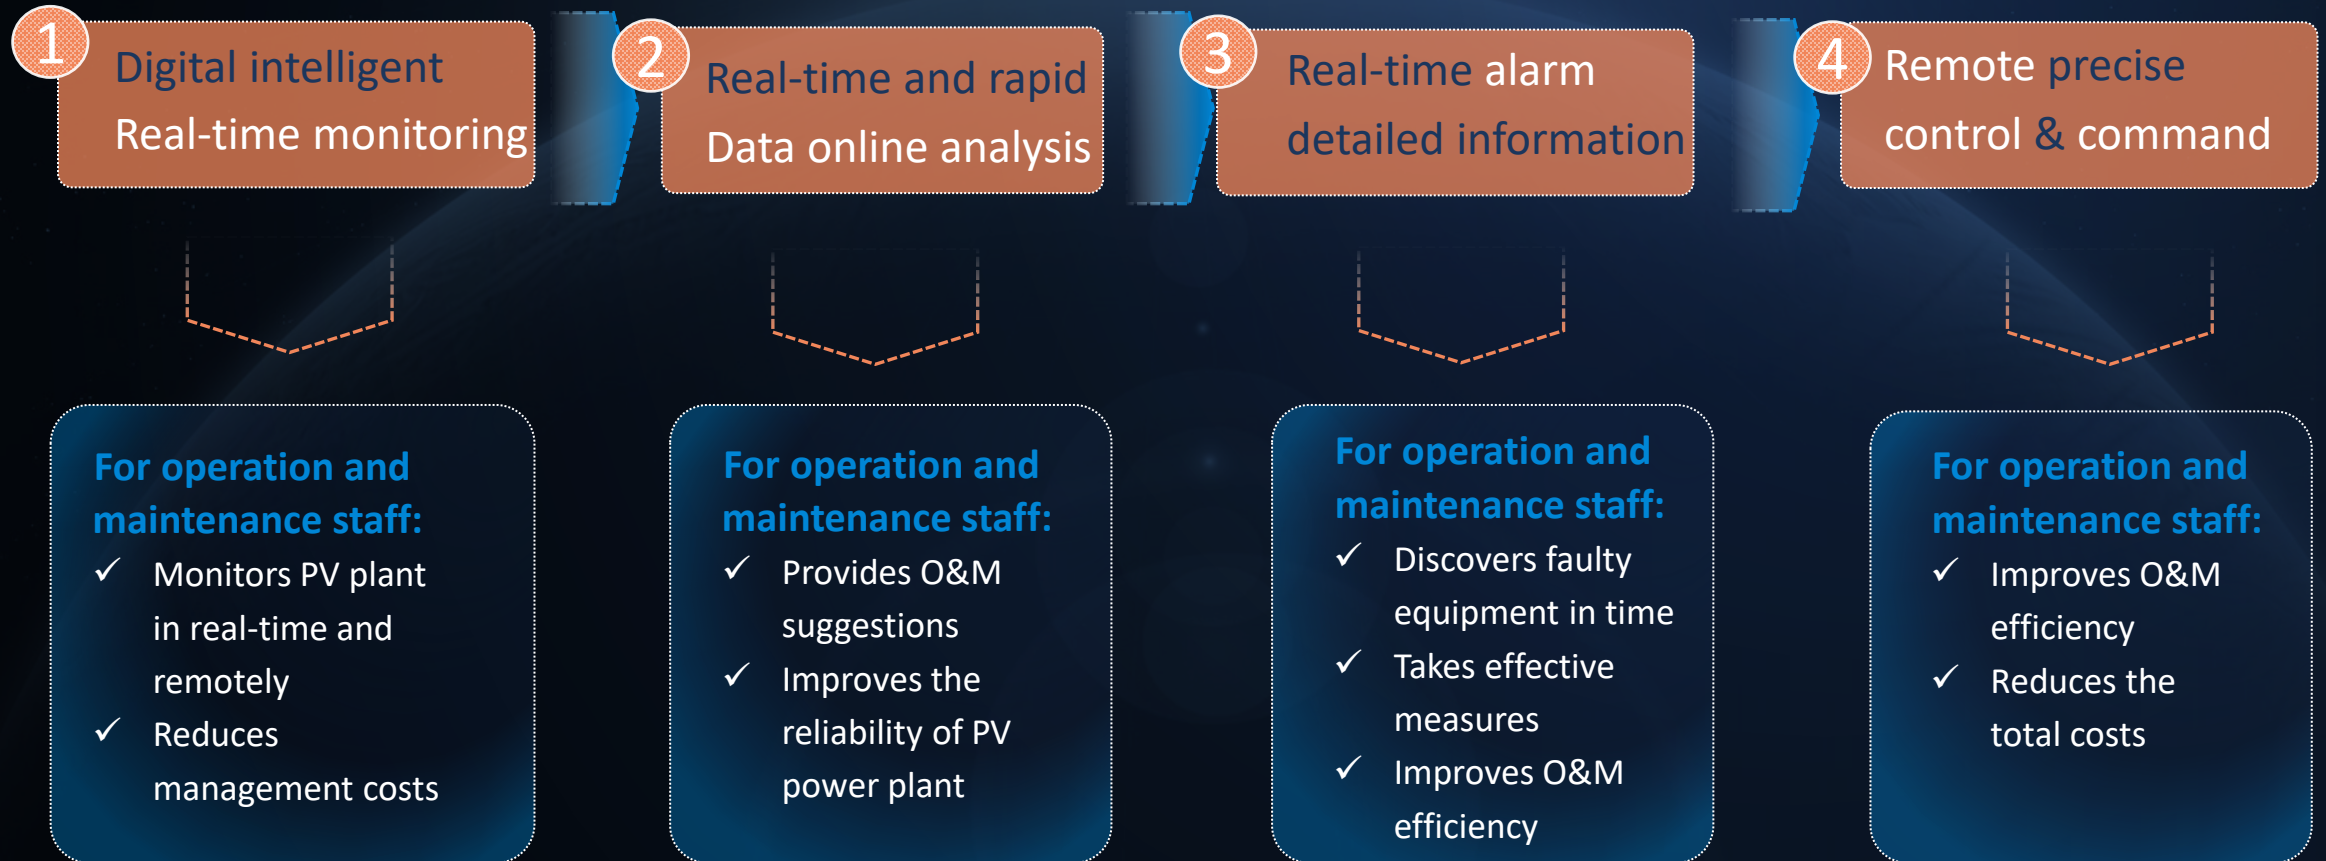 1
Digital intelligent
Real-time monitoring
2
Real-time and rapid
Data online analysis
3
Real-time alarm
detailed information
4
Remote precise
control & command
For operation and
maintenance staff:
✓ Monitors PV plant
in real-time and
remotely
✓ Reduces
management costs
For operation and
maintenance staff:
✓ Provides O&M
suggestions
✓ Improves the
reliability of PV
power plant
For operation and
maintenance staff:
✓ Discovers faulty
equipment in time
✓ Takes effective
measures
✓ Improves O&M
efficiency
For operation and
maintenance staff:
✓ Improves O&M
efficiency
✓ Reduces the
total costs